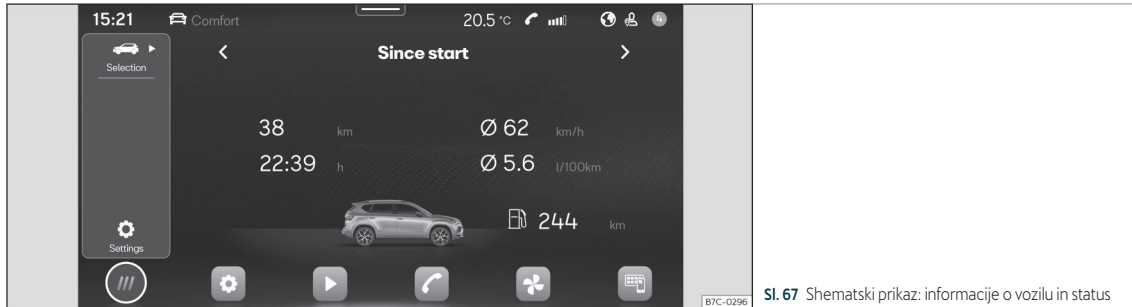 15:21 Comfort 20.5 °C 4
Selection
Since start
38 km Ø 62 km/h
22:39 h Ø 5.6 l/100km
244 km
Settings
B7C-0296
Sl. 67 Shematski prikaz: informacije o vozilu in status